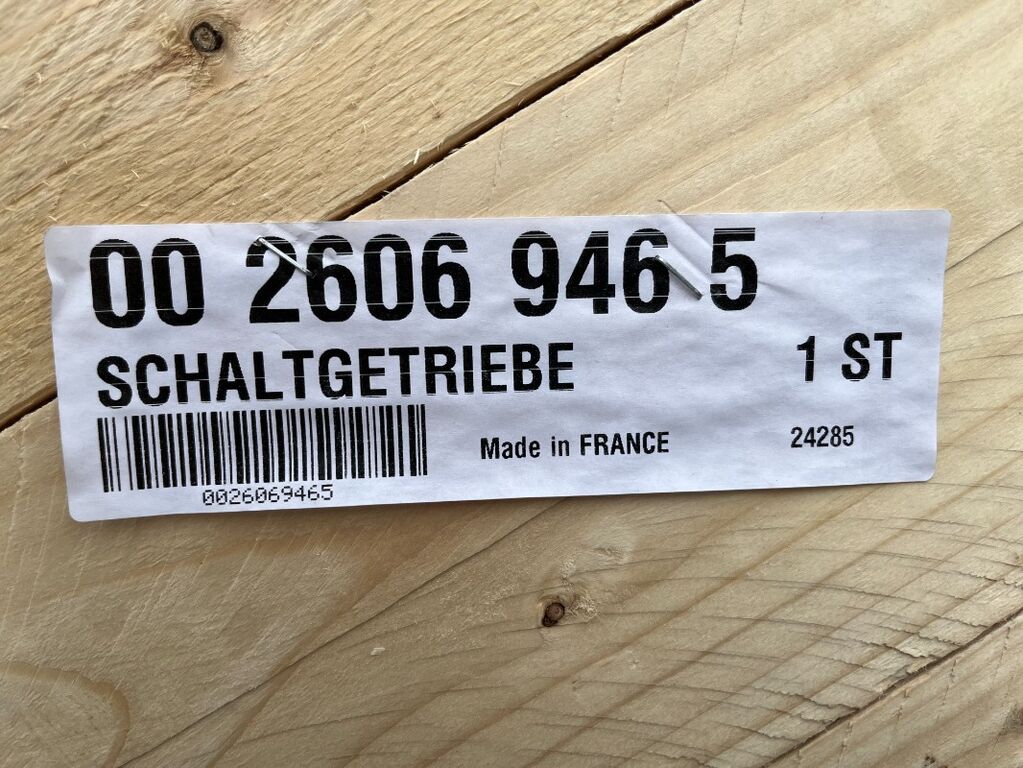 00 2606 946 5
SCHALTGETRIEBE 1 ST
Made in FRANCE 24285
0026069465